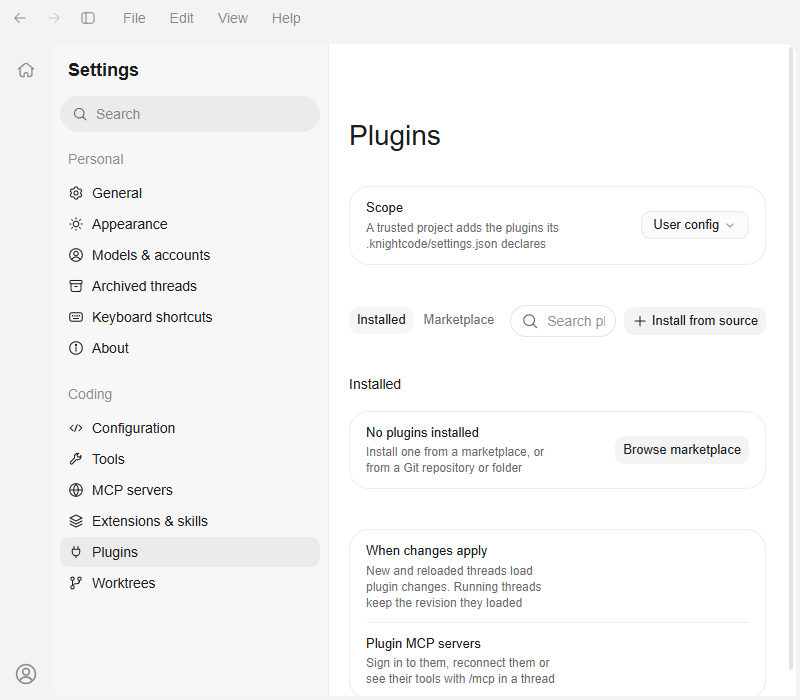 File Edit View Help
Settings
Search
Personal
General
Appearance
Models & accounts
Archived threads
Keyboard shortcuts
About
Coding
Configuration
Tools
MCP servers
Extensions & skills
Plugins
Worktrees
Plugins
Scope
A trusted project adds the plugins its
.knightcode/settings.json declares
User config
Installed Marketplace Search pl Install from source
Installed
No plugins installed
Install one from a marketplace, or
from a Git repository or folder
Browse marketplace
When changes apply
New and reloaded threads load
plugin changes. Running threads
keep the revision they loaded
Plugin MCP servers
Sign in to them, reconnect them or
see their tools with /mcp in a thread